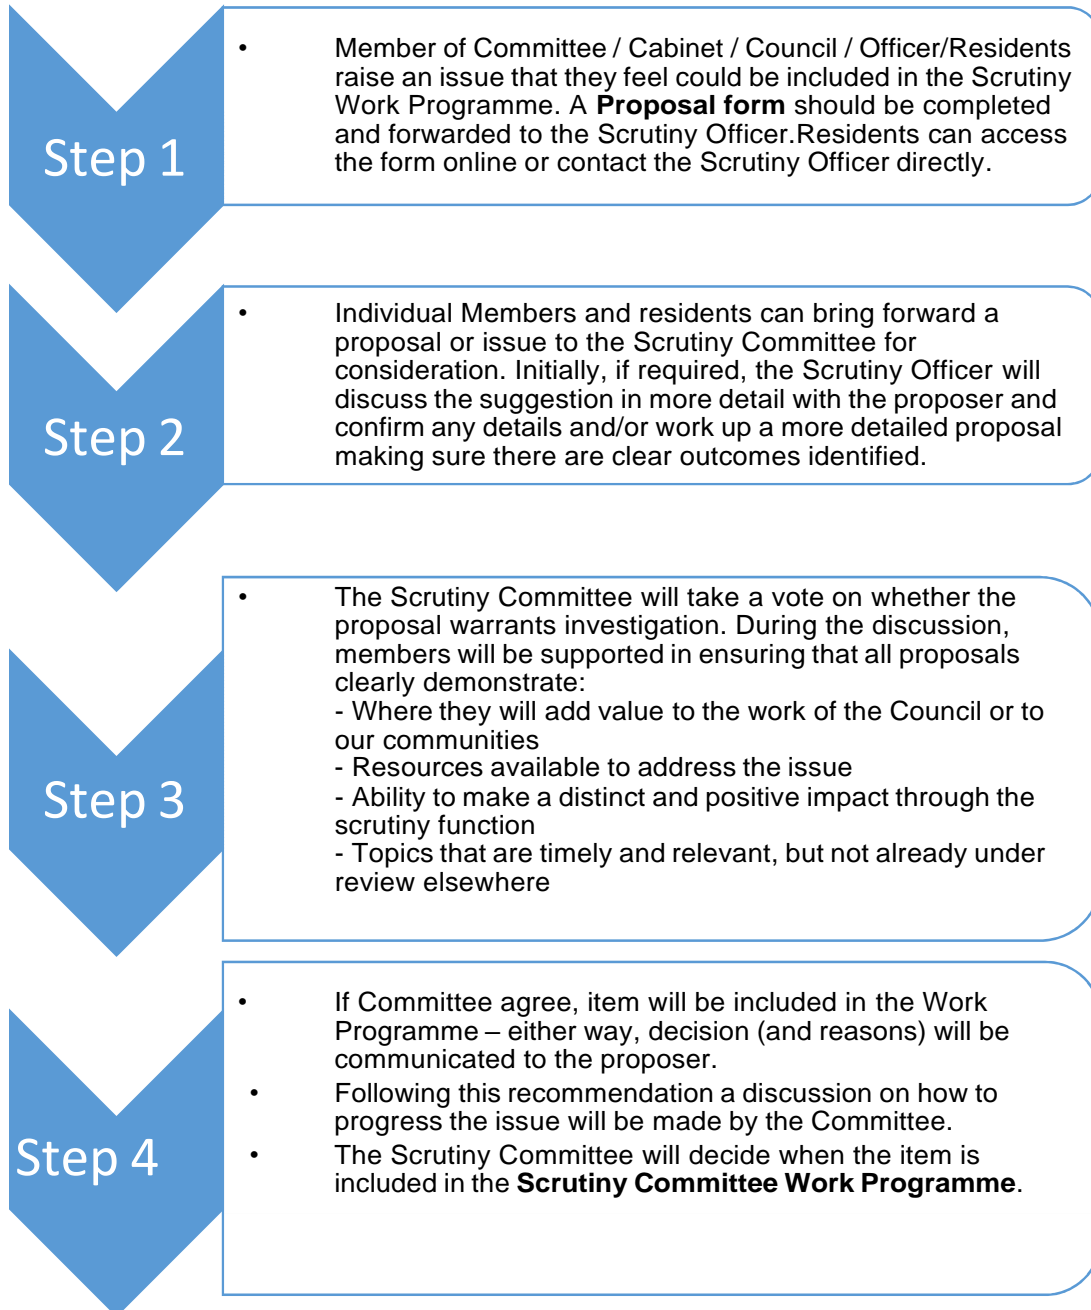 Step 1
• Member of Committee / Cabinet / Council / Officer/Residents
raise an issue that they feel could be included in the Scrutiny
Work Programme. A Proposal form should be completed
and forwarded to the Scrutiny Officer.Residents can access
the form online or contact the Scrutiny Officer directly.
Step 2
• Individual Members and residents can bring forward a
proposal or issue to the Scrutiny Committee for
consideration. Initially, if required, the Scrutiny Officer will
discuss the suggestion in more detail with the proposer and
confirm any details and/or work up a more detailed proposal
making sure there are clear outcomes identified.
Step 3
• The Scrutiny Committee will take a vote on whether the
proposal warrants investigation. During the discussion,
members will be supported in ensuring that all proposals
clearly demonstrate:
- Where they will add value to the work of the Council or to
our communities
- Resources available to address the issue
- Ability to make a distinct and positive impact through the
scrutiny function
- Topics that are timely and relevant, but not already under
review elsewhere
Step 4
• If Committee agree, item will be included in the Work
Programme – either way, decision (and reasons) will be
communicated to the proposer.
• Following this recommendation a discussion on how to
progress the issue will be made by the Committee.
• The Scrutiny Committee will decide when the item is
included in the Scrutiny Committee Work Programme.